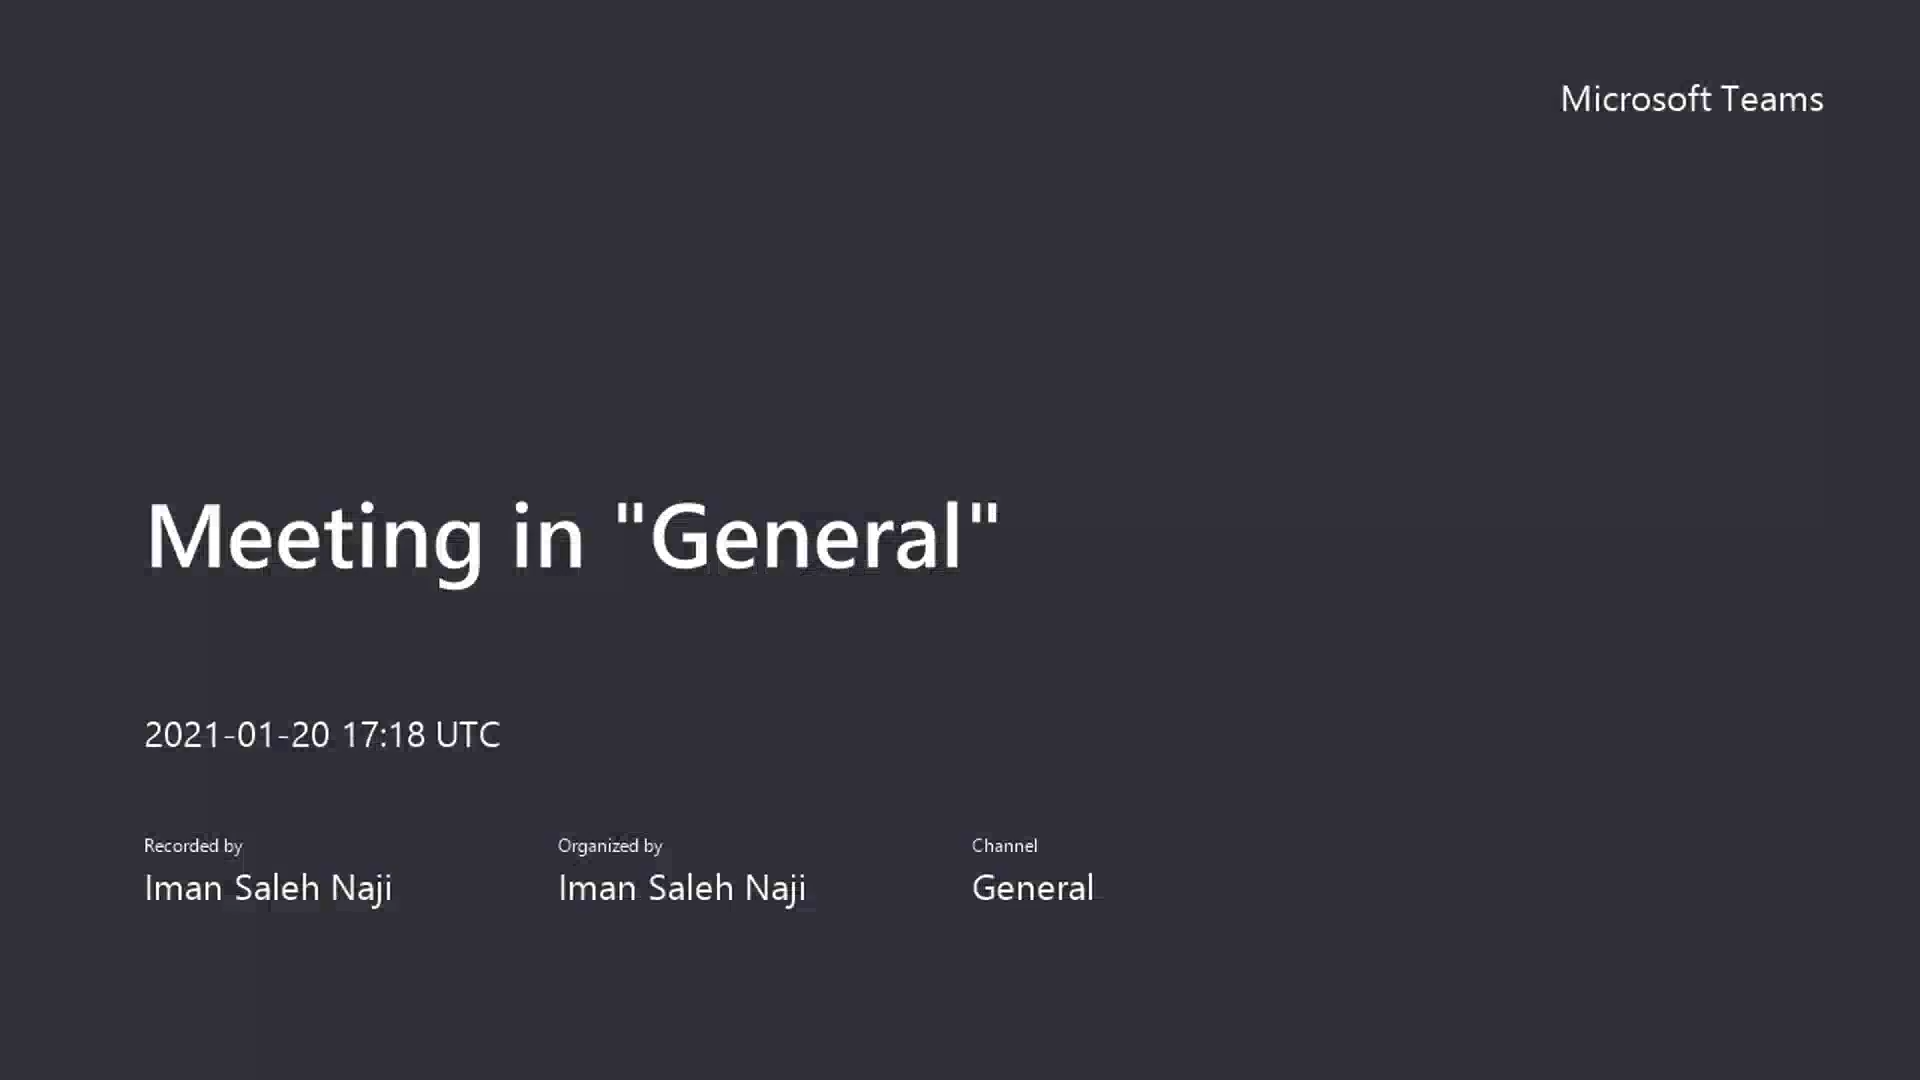 Microsoft Teams
Meeting in "General"
2021-01-20 17:18 UTC
Recorded by
Iman Saleh Naji
Organized by
Iman Saleh Naji
Channel
General